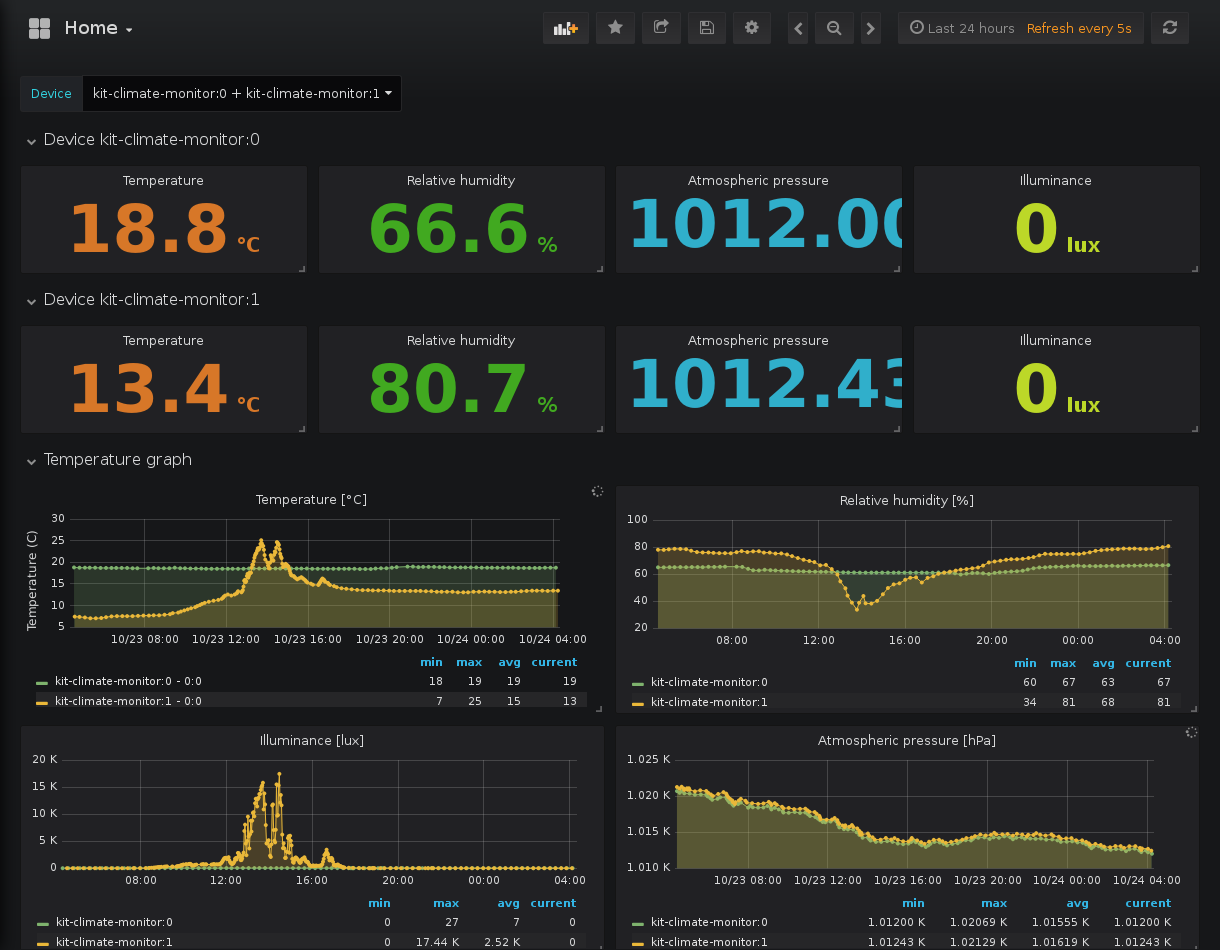 Home
Last 24 hours Refresh every 5s
Device kit-climate-monitor:0 + kit-climate-monitor:1
Device kit-climate-monitor:0
Temperature Relative humidity Atmospheric pressure Illuminance
18.8 °C 66.6 % 1012.00 0 lux
Device kit-climate-monitor:1
Temperature Relative humidity Atmospheric pressure Illuminance
13.4 °C 80.7 % 1012.43 0 lux
Temperature graph
Temperature [°C]
Temperature (C)
30
25
20
15
10
5
10/23 08:00 10/23 12:00 10/23 16:00 10/23 20:00 10/24 00:00 10/24 04:00
min max avg current
kit-climate-monitor:0 - 0:0 18 19 19 19
kit-climate-monitor:1 - 0:0 7 25 15 13
Relative humidity [%]
100
80
60
40
20
08:00 12:00 16:00 20:00 00:00 04:00
min max avg current
kit-climate-monitor:0 60 67 63 67
kit-climate-monitor:1 34 81 68 81
Illuminance [lux]
20 K
15 K
10 K
5 K
0
08:00 12:00 16:00 20:00 00:00 04:00
min max avg current
kit-climate-monitor:0 0 27 7 0
kit-climate-monitor:1 0 17.44 K 2.52 K 0
Atmospheric pressure [hPa]
1.025 K
1.020 K
1.015 K
1.010 K
10/23 08:00 10/23 12:00 10/23 16:00 10/23 20:00 10/24 00:00 10/24 04:00
min max avg current
kit-climate-monitor:0 1.01200 K 1.02069 K 1.01555 K 1.01200 K
kit-climate-monitor:1 1.01243 K 1.02129 K 1.01619 K 1.01243 K